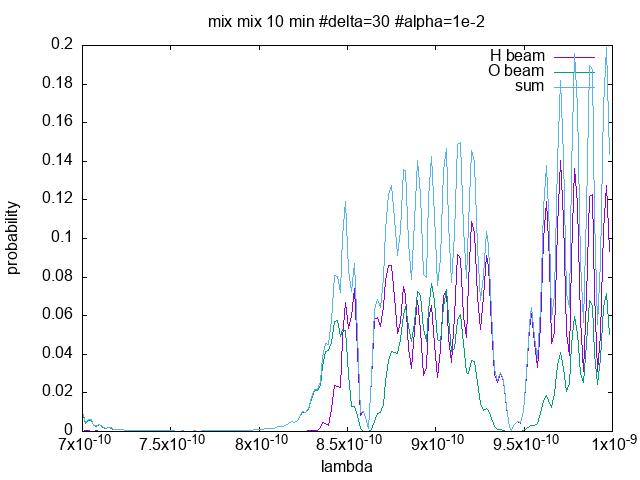 mix mix 10 min #delta=30 #alpha=1e-2
H beam
O beam
sum
probability
0.2
0.18
0.16
0.14
0.12
0.1
0.08
0.06
0.04
0.02
0
7x10⁻¹⁰ 7.5x10⁻¹⁰ 8x10⁻¹⁰ 8.5x10⁻¹⁰ 9x10⁻¹⁰ 9.5x10⁻¹⁰ 1x10⁻⁹
lambda